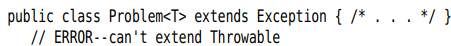 public class Problem<T> extends Exception { /* . . . */ }
// ERROR--can't extend Throwable